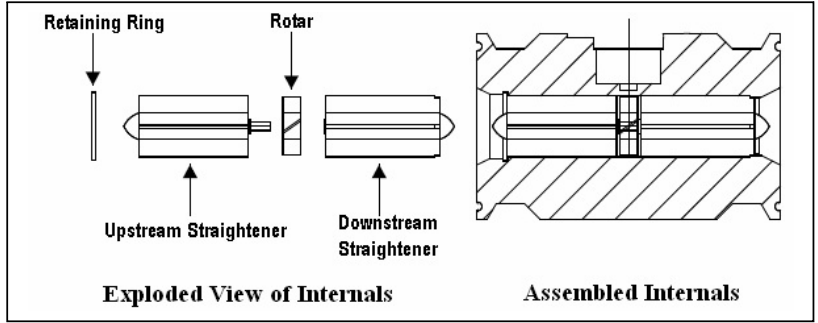 Retaining Ring
Rotar
Upstream Straightener
Downstream
Straightener
Exploded View of Internals
Assembled Internals